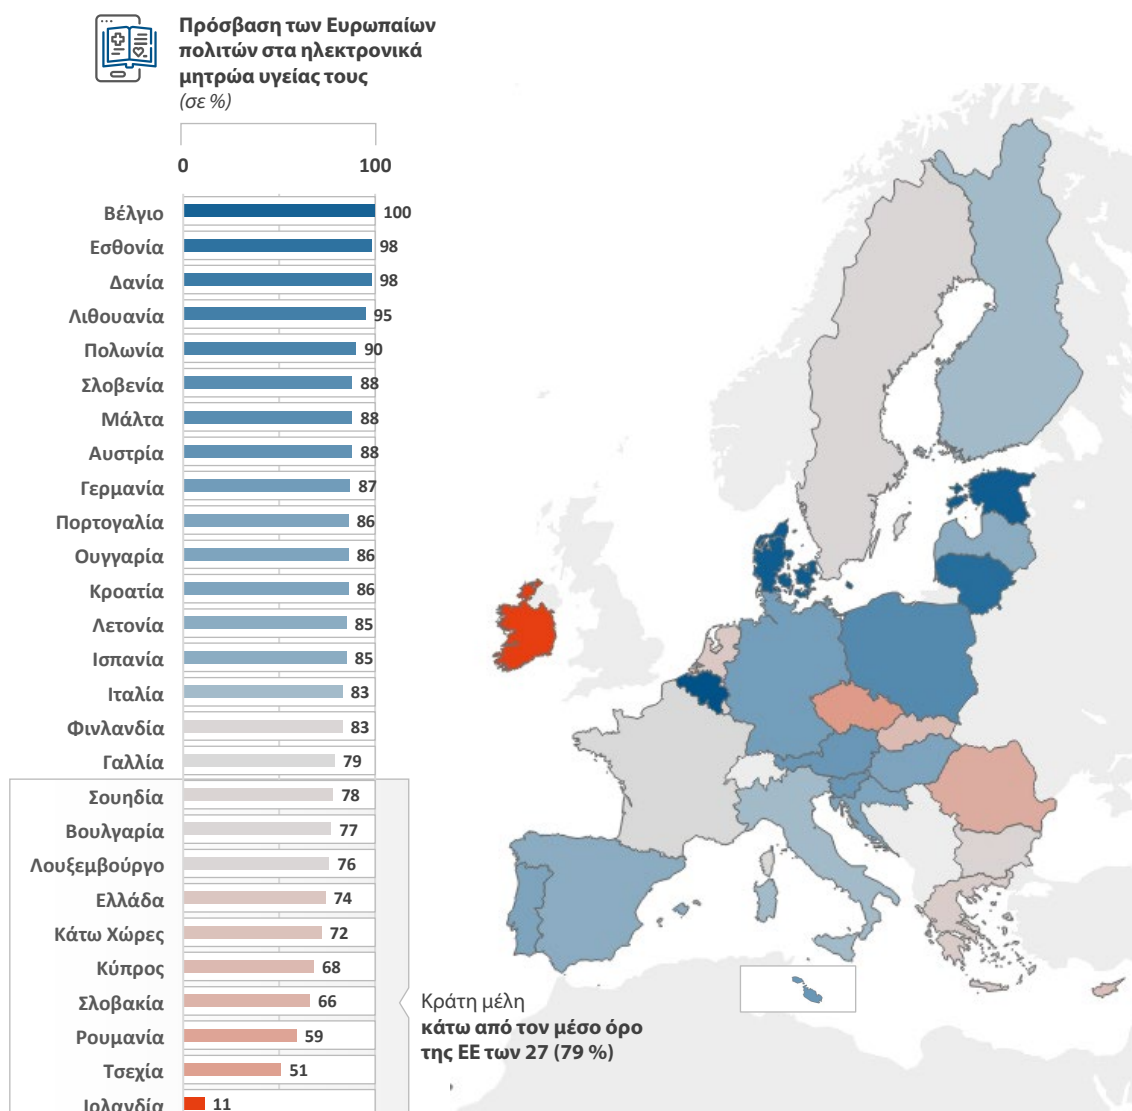 Πρόσβαση των Ευρωπαίων
πολιτών στα ηλεκτρονικά
μητρώα υγείας τους
(σε %)
0 100
Βέλγιο 100
Εσθονία 98
Δανία 98
Λιθουανία 95
Πολωνία 90
Σλοβενία 88
Μάλτα 88
Αυστρία 88
Γερμανία 87
Πορτογαλία 86
Ουγγαρία 86
Κροατία 86
Λετονία 85
Ισπανία 85
Ιταλία 83
Φινλανδία 83
Γαλλία 79
Σουηδία 78
Βουλγαρία 77
Λουξεμβούργο 76
Ελλάδα 74
Κάτω Χώρες 72
Κύπρος 68
Σλοβακία 66
Ρουμανία 59
Τσεχία 51
Ιρλανδία 11
Κράτη μέλη
κάτω από τον μέσο όρο
της ΕΕ των 27 (79 %)